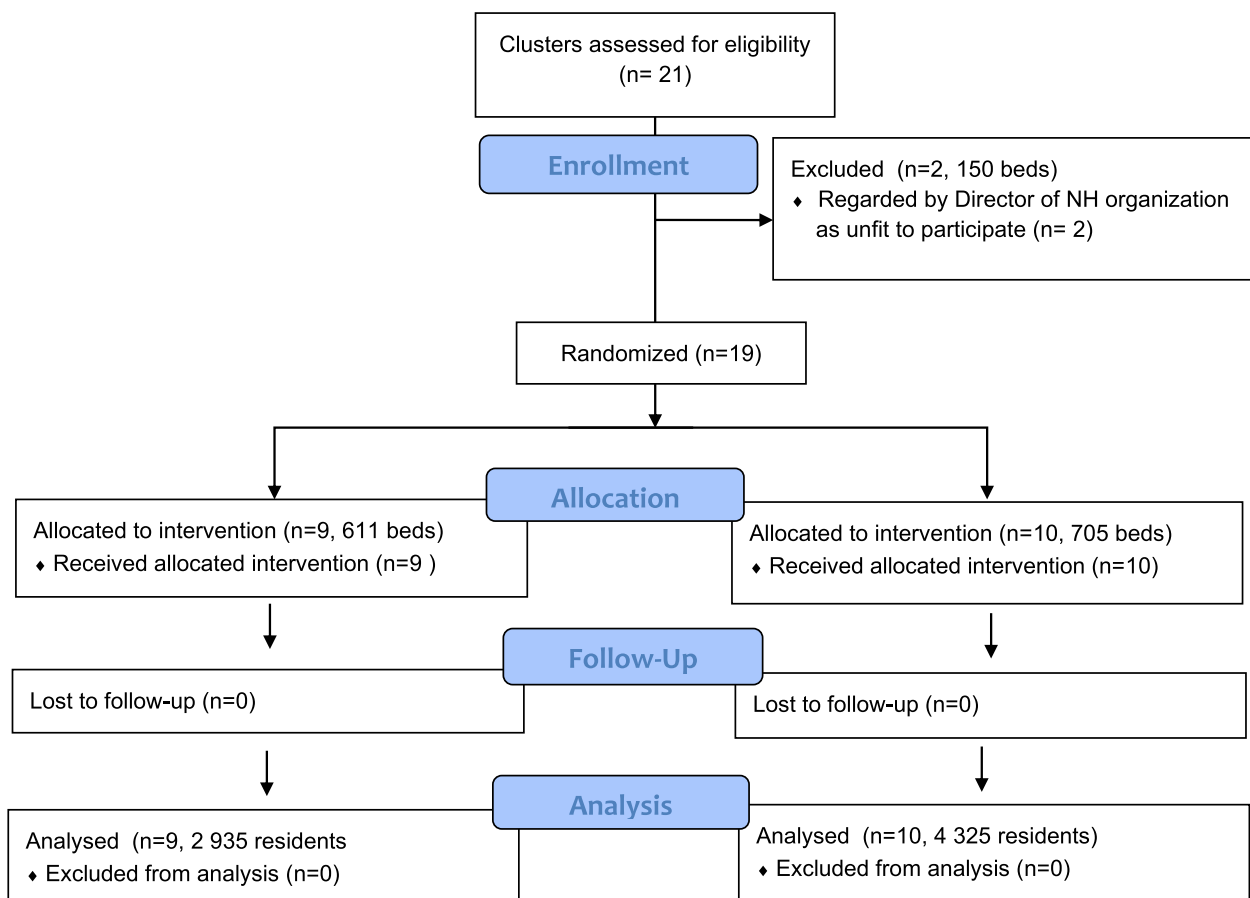 Clusters assessed for eligibility
(n= 21)
Enrollment
Excluded (n=2, 150 beds)
♦ Regarded by Director of NH organization
as unfit to participate (n= 2)
Randomized (n=19)
Allocation
Allocated to intervention (n=9, 611 beds)
♦ Received allocated intervention (n=9 )
Allocated to intervention (n=10, 705 beds)
♦ Received allocated intervention (n=10)
Follow-Up
Lost to follow-up (n=0)
Lost to follow-up (n=0)
Analysis
Analysed (n=9, 2 935 residents
♦ Excluded from analysis (n=0)
Analysed (n=10, 4 325 residents)
♦ Excluded from analysis (n=0)